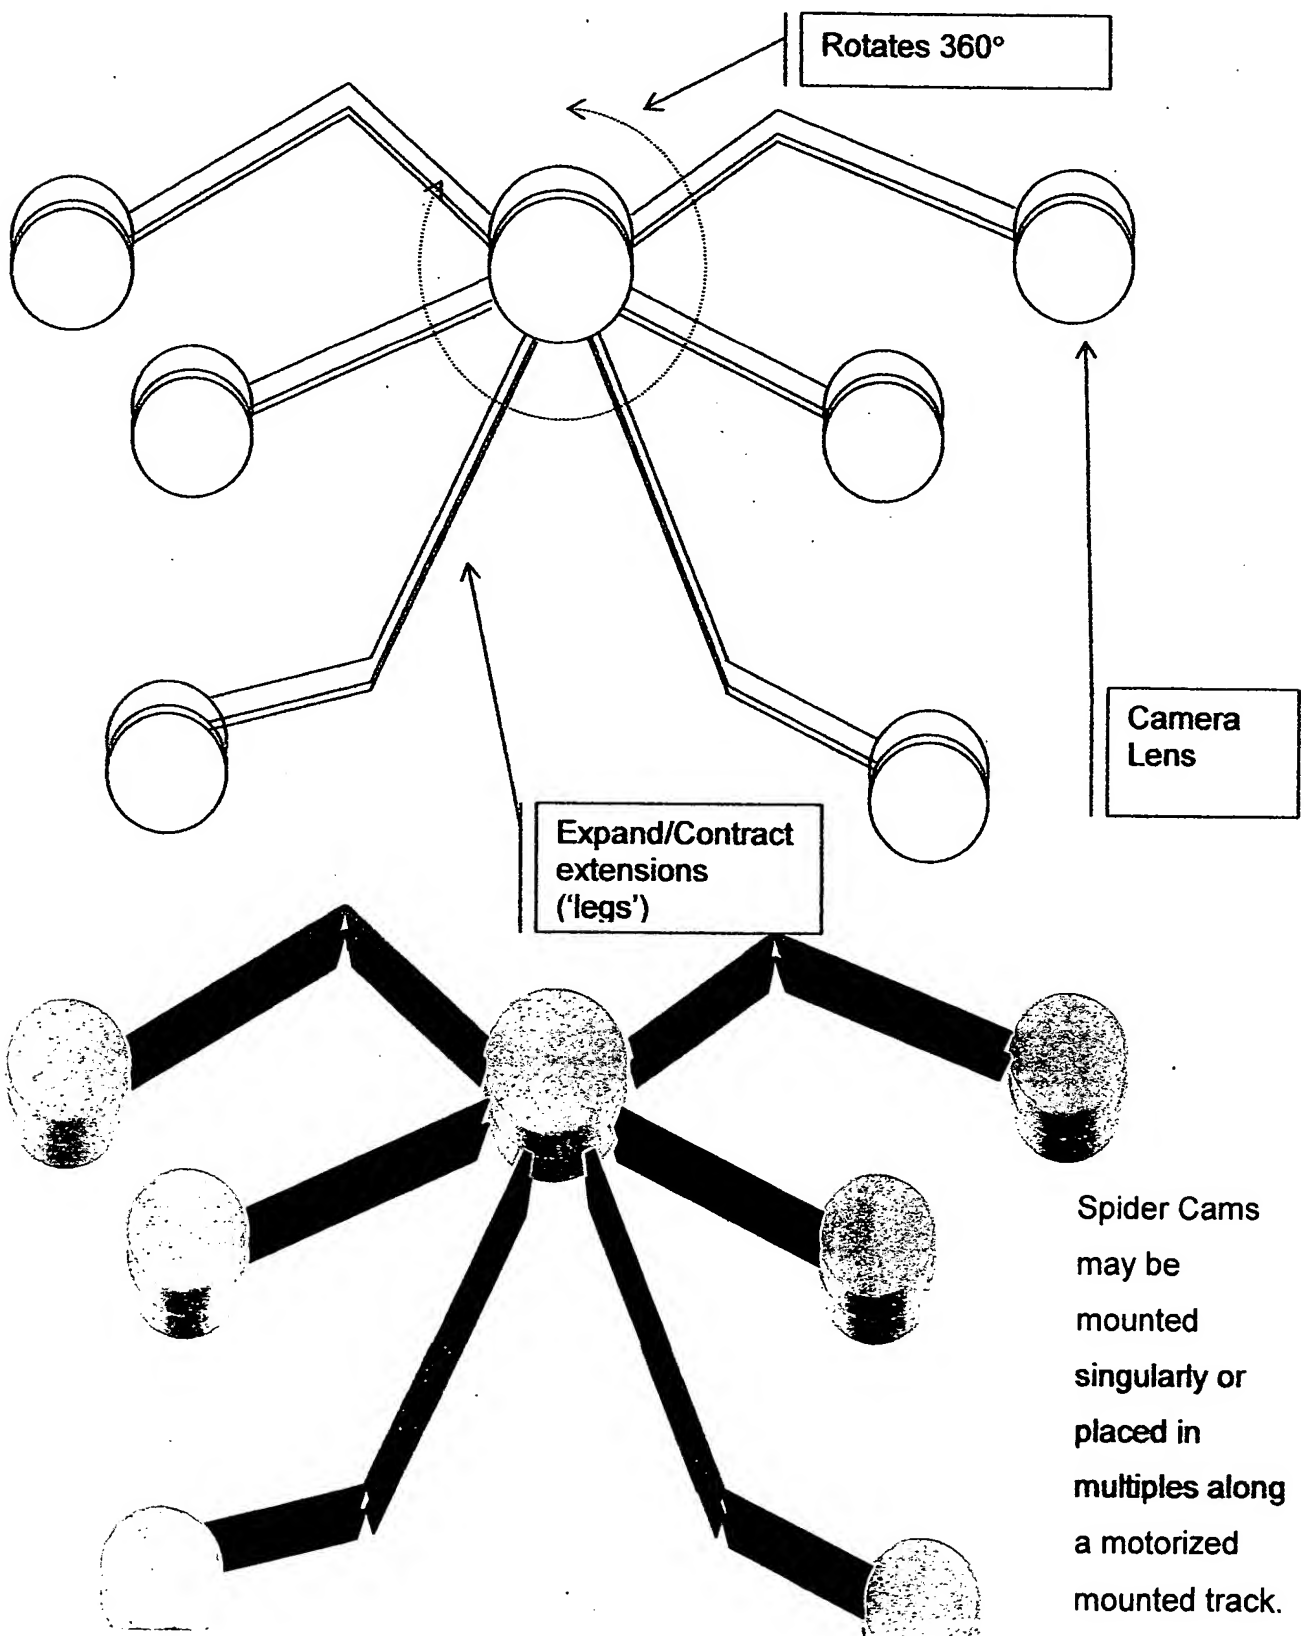 Rotates 360°
Camera
Lens
Expand/Contract
extensions
(‘legs’)
Spider Cams
may be
mounted
singularly or
placed in
multiples along
a motorized
mounted track.